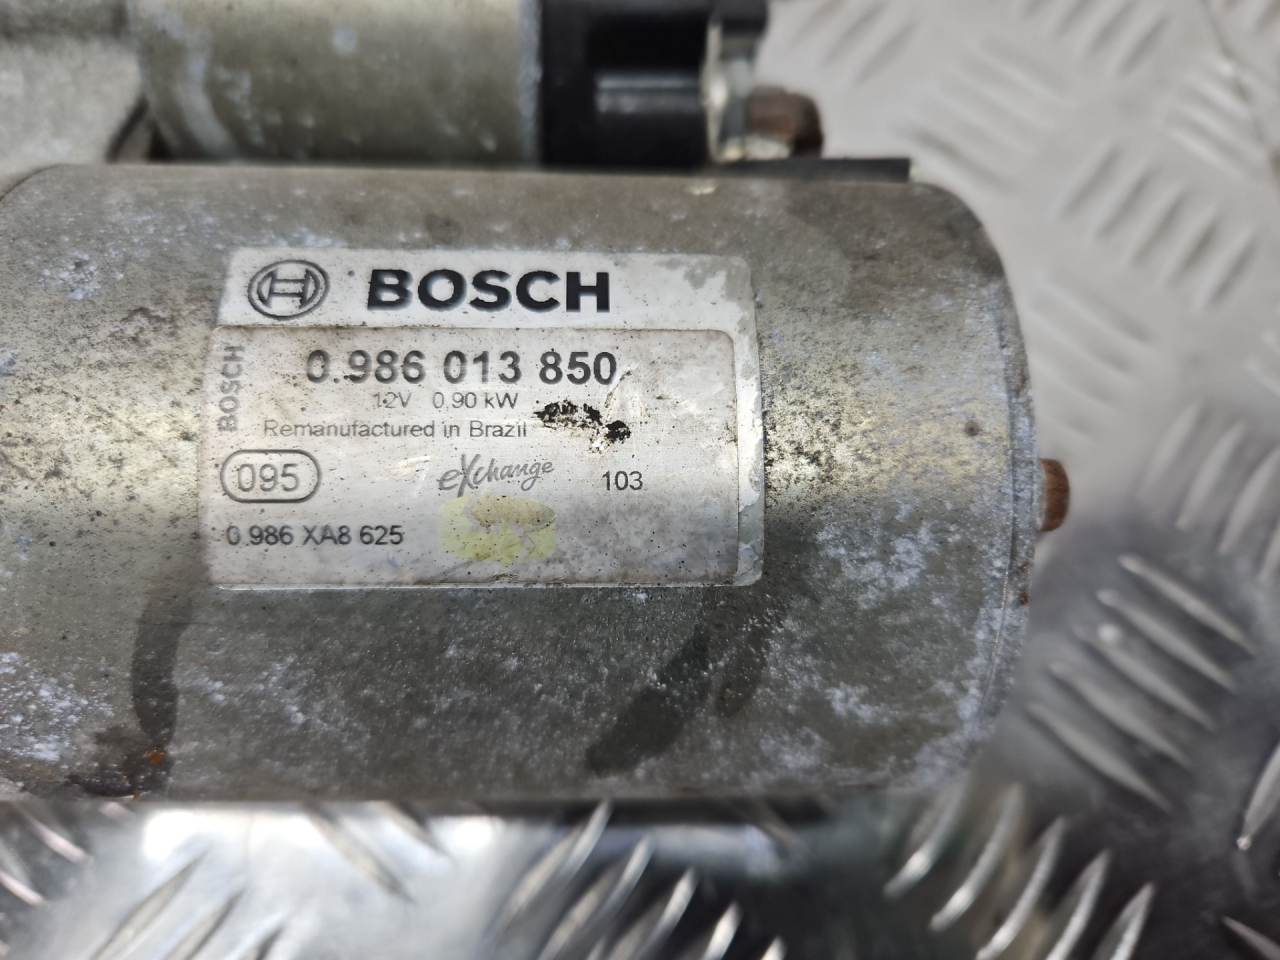 BOSCH
0.986 013 850
12V 0,90 kW
Remanufactured in Brazil
BOSCH
095
eXchange
103
0.986 XA8 625